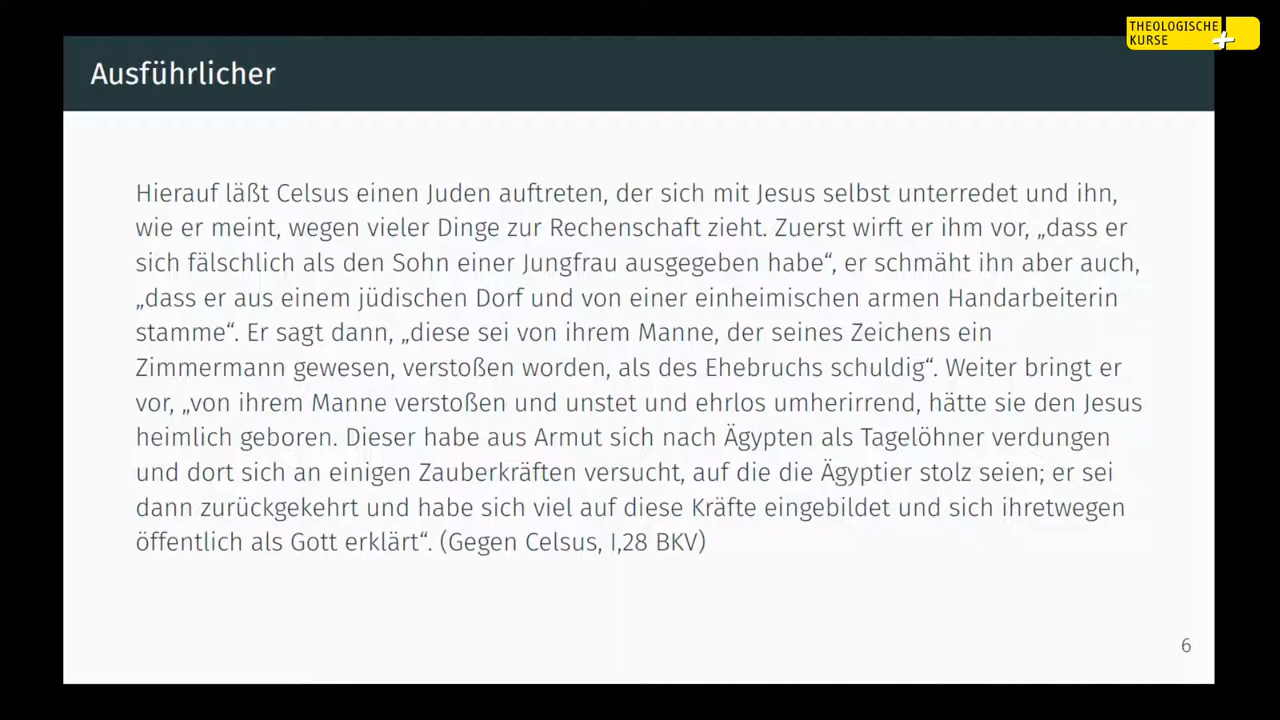 THEOLOGISCHE
KURSE
Ausführlicher
Hierauf läßt Celsus einen Juden auftreten, der sich mit Jesus selbst unterredet und ihn,
wie er meint, wegen vieler Dinge zur Rechenschaft zieht. Zuerst wirft er ihm vor, „dass er
sich fälschlich als den Sohn einer Jungfrau ausgegeben habe“, er schmäht ihn aber auch,
„dass er aus einem jüdischen Dorf und von einer einheimischen armen Handarbeiterin
stamme“. Er sagt dann, „diese sei von ihrem Manne, der seines Zeichens ein
Zimmermann gewesen, verstoßen worden, als des Ehebruchs schuldig“. Weiter bringt er
vor, „von ihrem Manne verstoßen und unstet und ehrlos umherirrend, hätte sie den Jesus
heimlich geboren. Dieser habe aus Armut sich nach Ägypten als Tagelöhner verdungen
und dort sich an einigen Zauberkräften versucht, auf die die Ägyptier stolz seien; er sei
dann zurückgekehrt und habe sich viel auf diese Kräfte eingebildet und sich ihretwegen
öffentlich als Gott erklärt“. (Gegen Celsus, I,28 BKV)
6